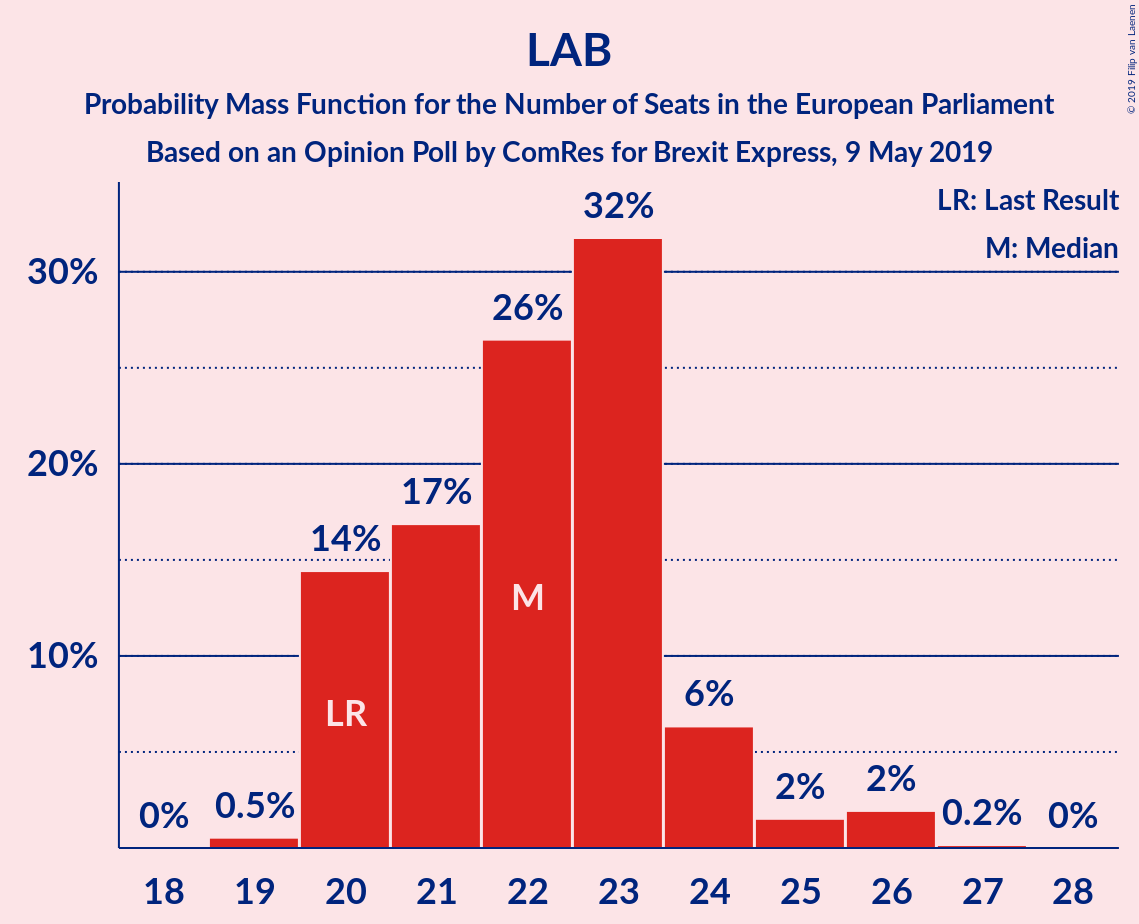 LAB
Probability Mass Function for the Number of Seats in the European Parliament
Based on an Opinion Poll by ComRes for Brexit Express, 9 May 2019
© 2019 Filip van Laenen
LR: Last Result
M: Median
32%
30%
26%
20%
17%
14%
M
10%
6%
LR
2%
2%
0.5%
0.2%
0%
0%
18 19 20 21 22 23 24 25 26 27 28